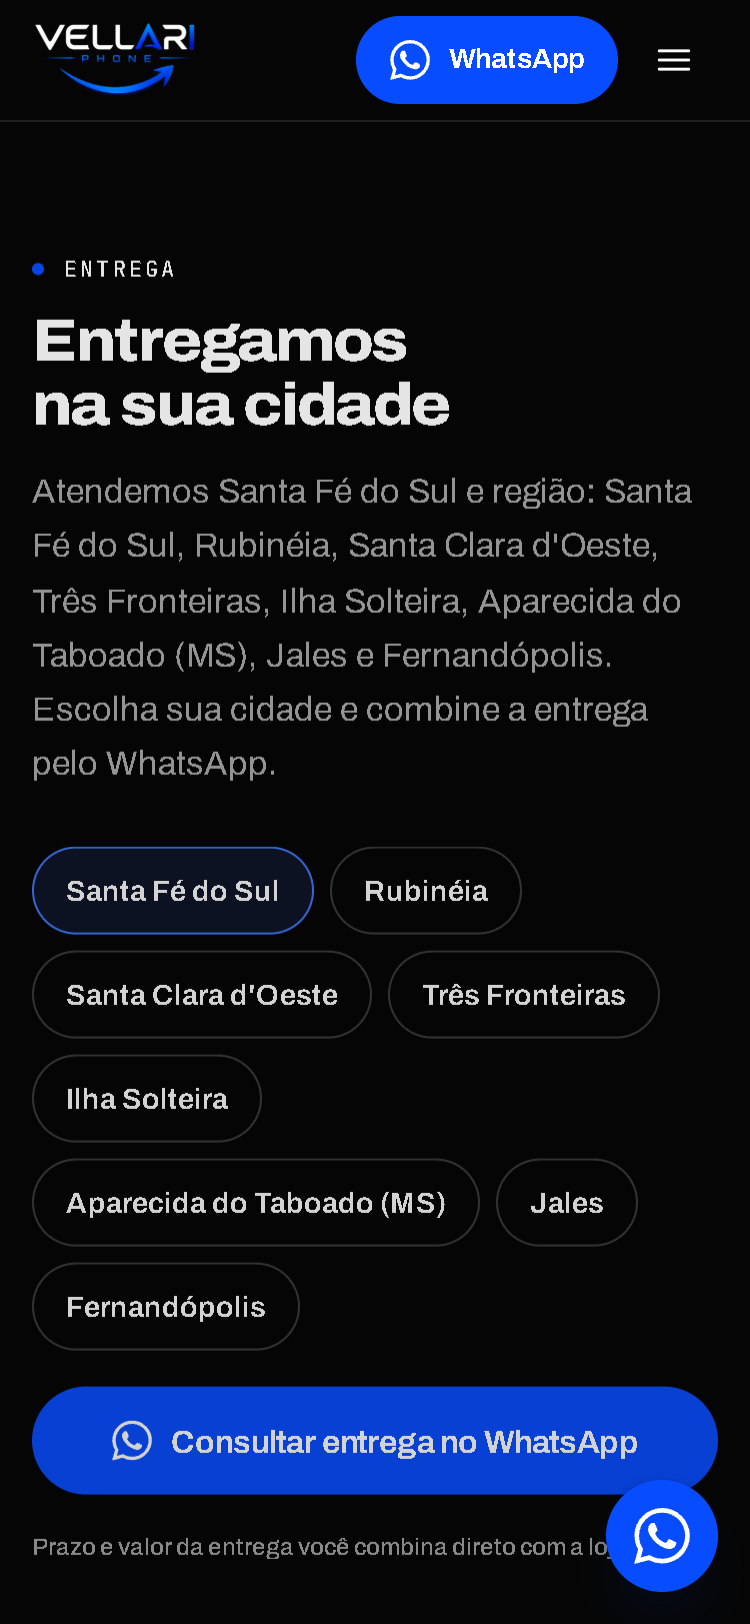 VELLARI
PHONE
WhatsApp
ENTREGA
Entregamos
na sua cidade
Atendemos Santa Fé do Sul e região: Santa
Fé do Sul, Rubinéia, Santa Clara d'Oeste,
Três Fronteiras, Ilha Solteira, Aparecida do
Taboado (MS), Jales e Fernandópolis.
Escolha sua cidade e combine a entrega
pelo WhatsApp.
Santa Fé do Sul
Rubinéia
Santa Clara d'Oeste
Três Fronteiras
Ilha Solteira
Aparecida do Taboado (MS)
Jales
Fernandópolis
Consultar entrega no WhatsApp
Prazo e valor da entrega você combina direto com a